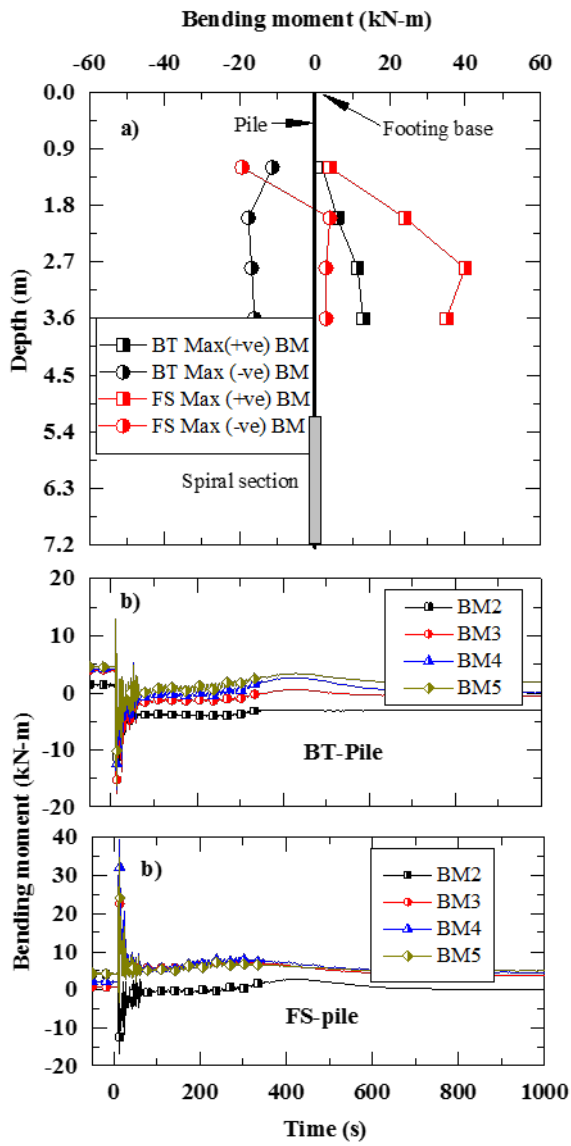 Bending moment (kN-m)
-60 -40 -20 0 20 40 60
0.0
0.9
1.8
2.7
3.6
4.5
5.4
6.3
7.2
Depth (m)
a)
Pile
Footing base
BT Max(+ve) BM
BT Max (-ve) BM
FS Max (+ve) BM
FS Max (-ve) BM
Spiral section
Bending moment (kN-m)
20
10
0
-10
-20
b)
BM2
BM3
BM4
BM5
BT-Pile
40
30
20
10
0
-10
-20
b)
BM2
BM3
BM4
BM5
FS-pile
0 200 400 600 800 1000
Time (s)